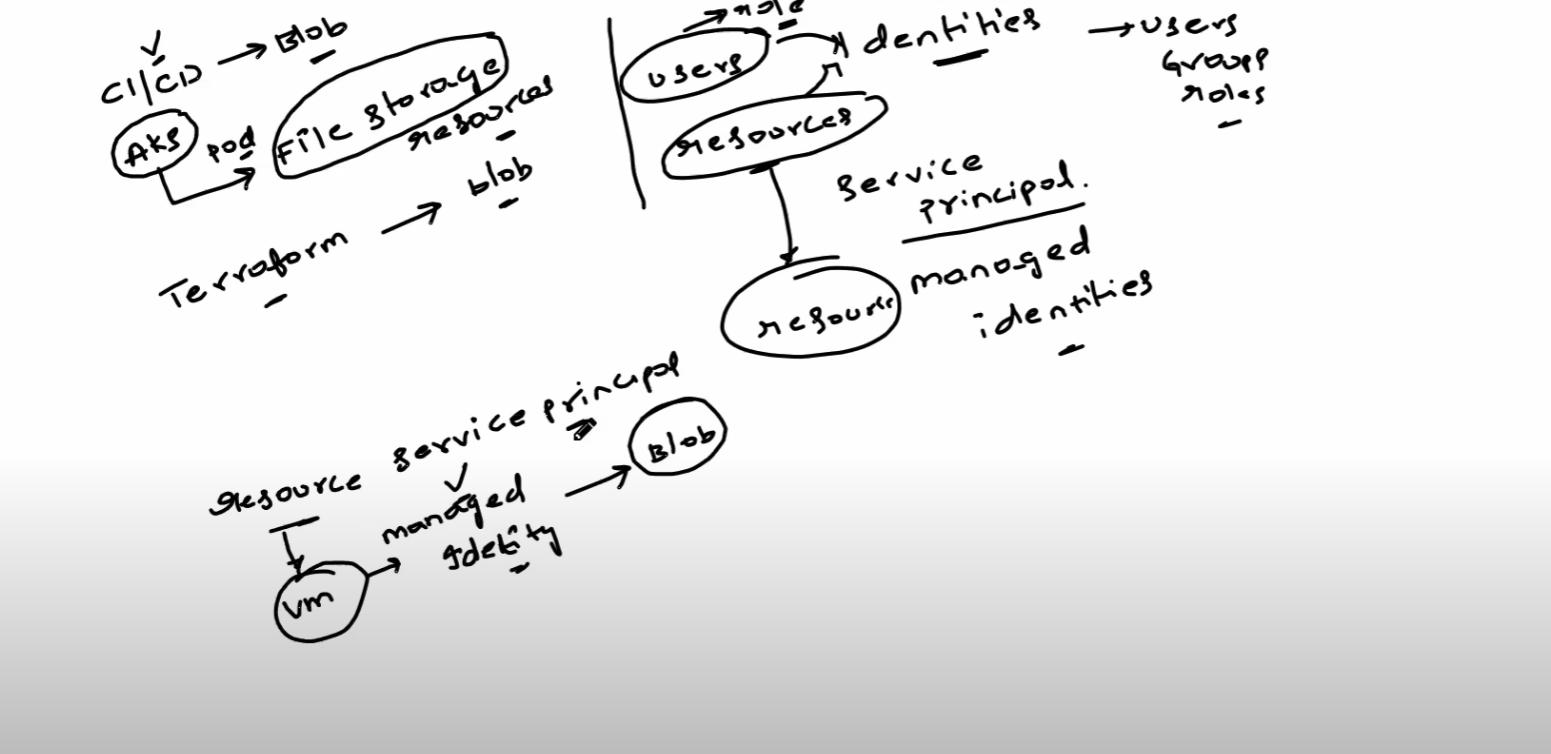 CI/CD → Blob
AKS
Pod
File Storage
resources
Terraform → blob
users → role
Identities → users
Groups
roles
resources
Service
principal.
resource
managed
identities
Resource Service principal
VM → managed
Idetity
→ Blob